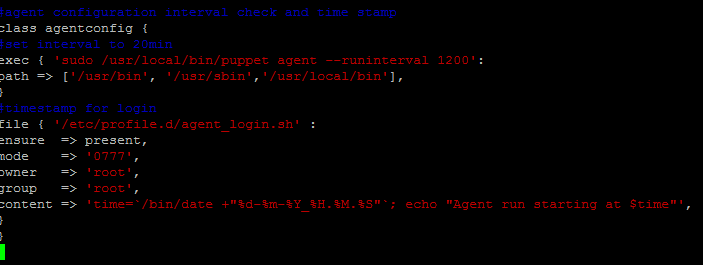 #agent configuration interval check and time stamp
class agentconfig {
#set interval to 20min
exec { 'sudo /usr/local/bin/puppet agent --runinterval 1200':
path => ['/usr/bin', '/usr/sbin','/usr/local/bin'],
}
#timestamp for login
file { '/etc/profile.d/agent_login.sh' :
ensure  => present,
mode    => '0777',
owner   => 'root',
group   => 'root',
content => 'time=`/bin/date +"%d-%m-%Y_%H.%M.%S"`; echo "Agent run starting at $time"',
}
}